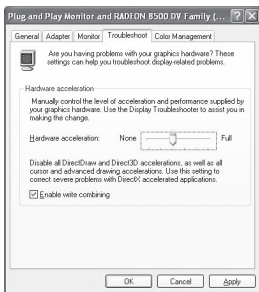 Plug and Play Monitor and RADEON 8500 DV Family (...
General Adapter Monitor Troubleshoot Color Management
Are you having problems with your graphics hardware? These
settings can help you troubleshoot display-related problems.
Hardware acceleration
Manually control the level of acceleration and performance supplied by
your graphics hardware. Use the Display Troubleshooter to assist you in
making the change.
Hardware acceleration: None Full
Disable all DirectDraw and Direct3D accelerations, as well as all
cursor and advanced drawing accelerations. Use this setting to
correct severe problems with DirectX accelerated applications.
Enable write combining
OK Cancel Apply